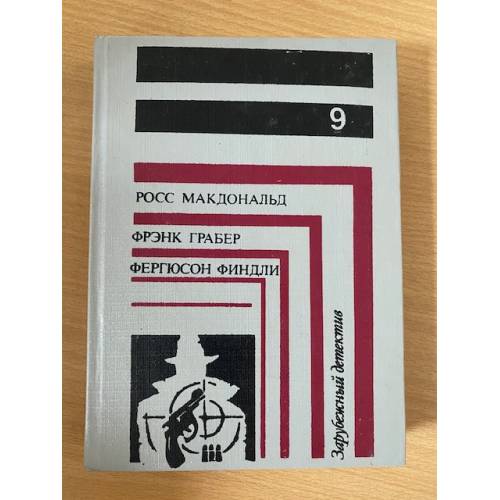 9
РОСС МАКДОНАЛЬД
ФРЭНК ГРАБЕР
ФЕРГЮСОН ФИНДЛИ
Зарубежный детектив